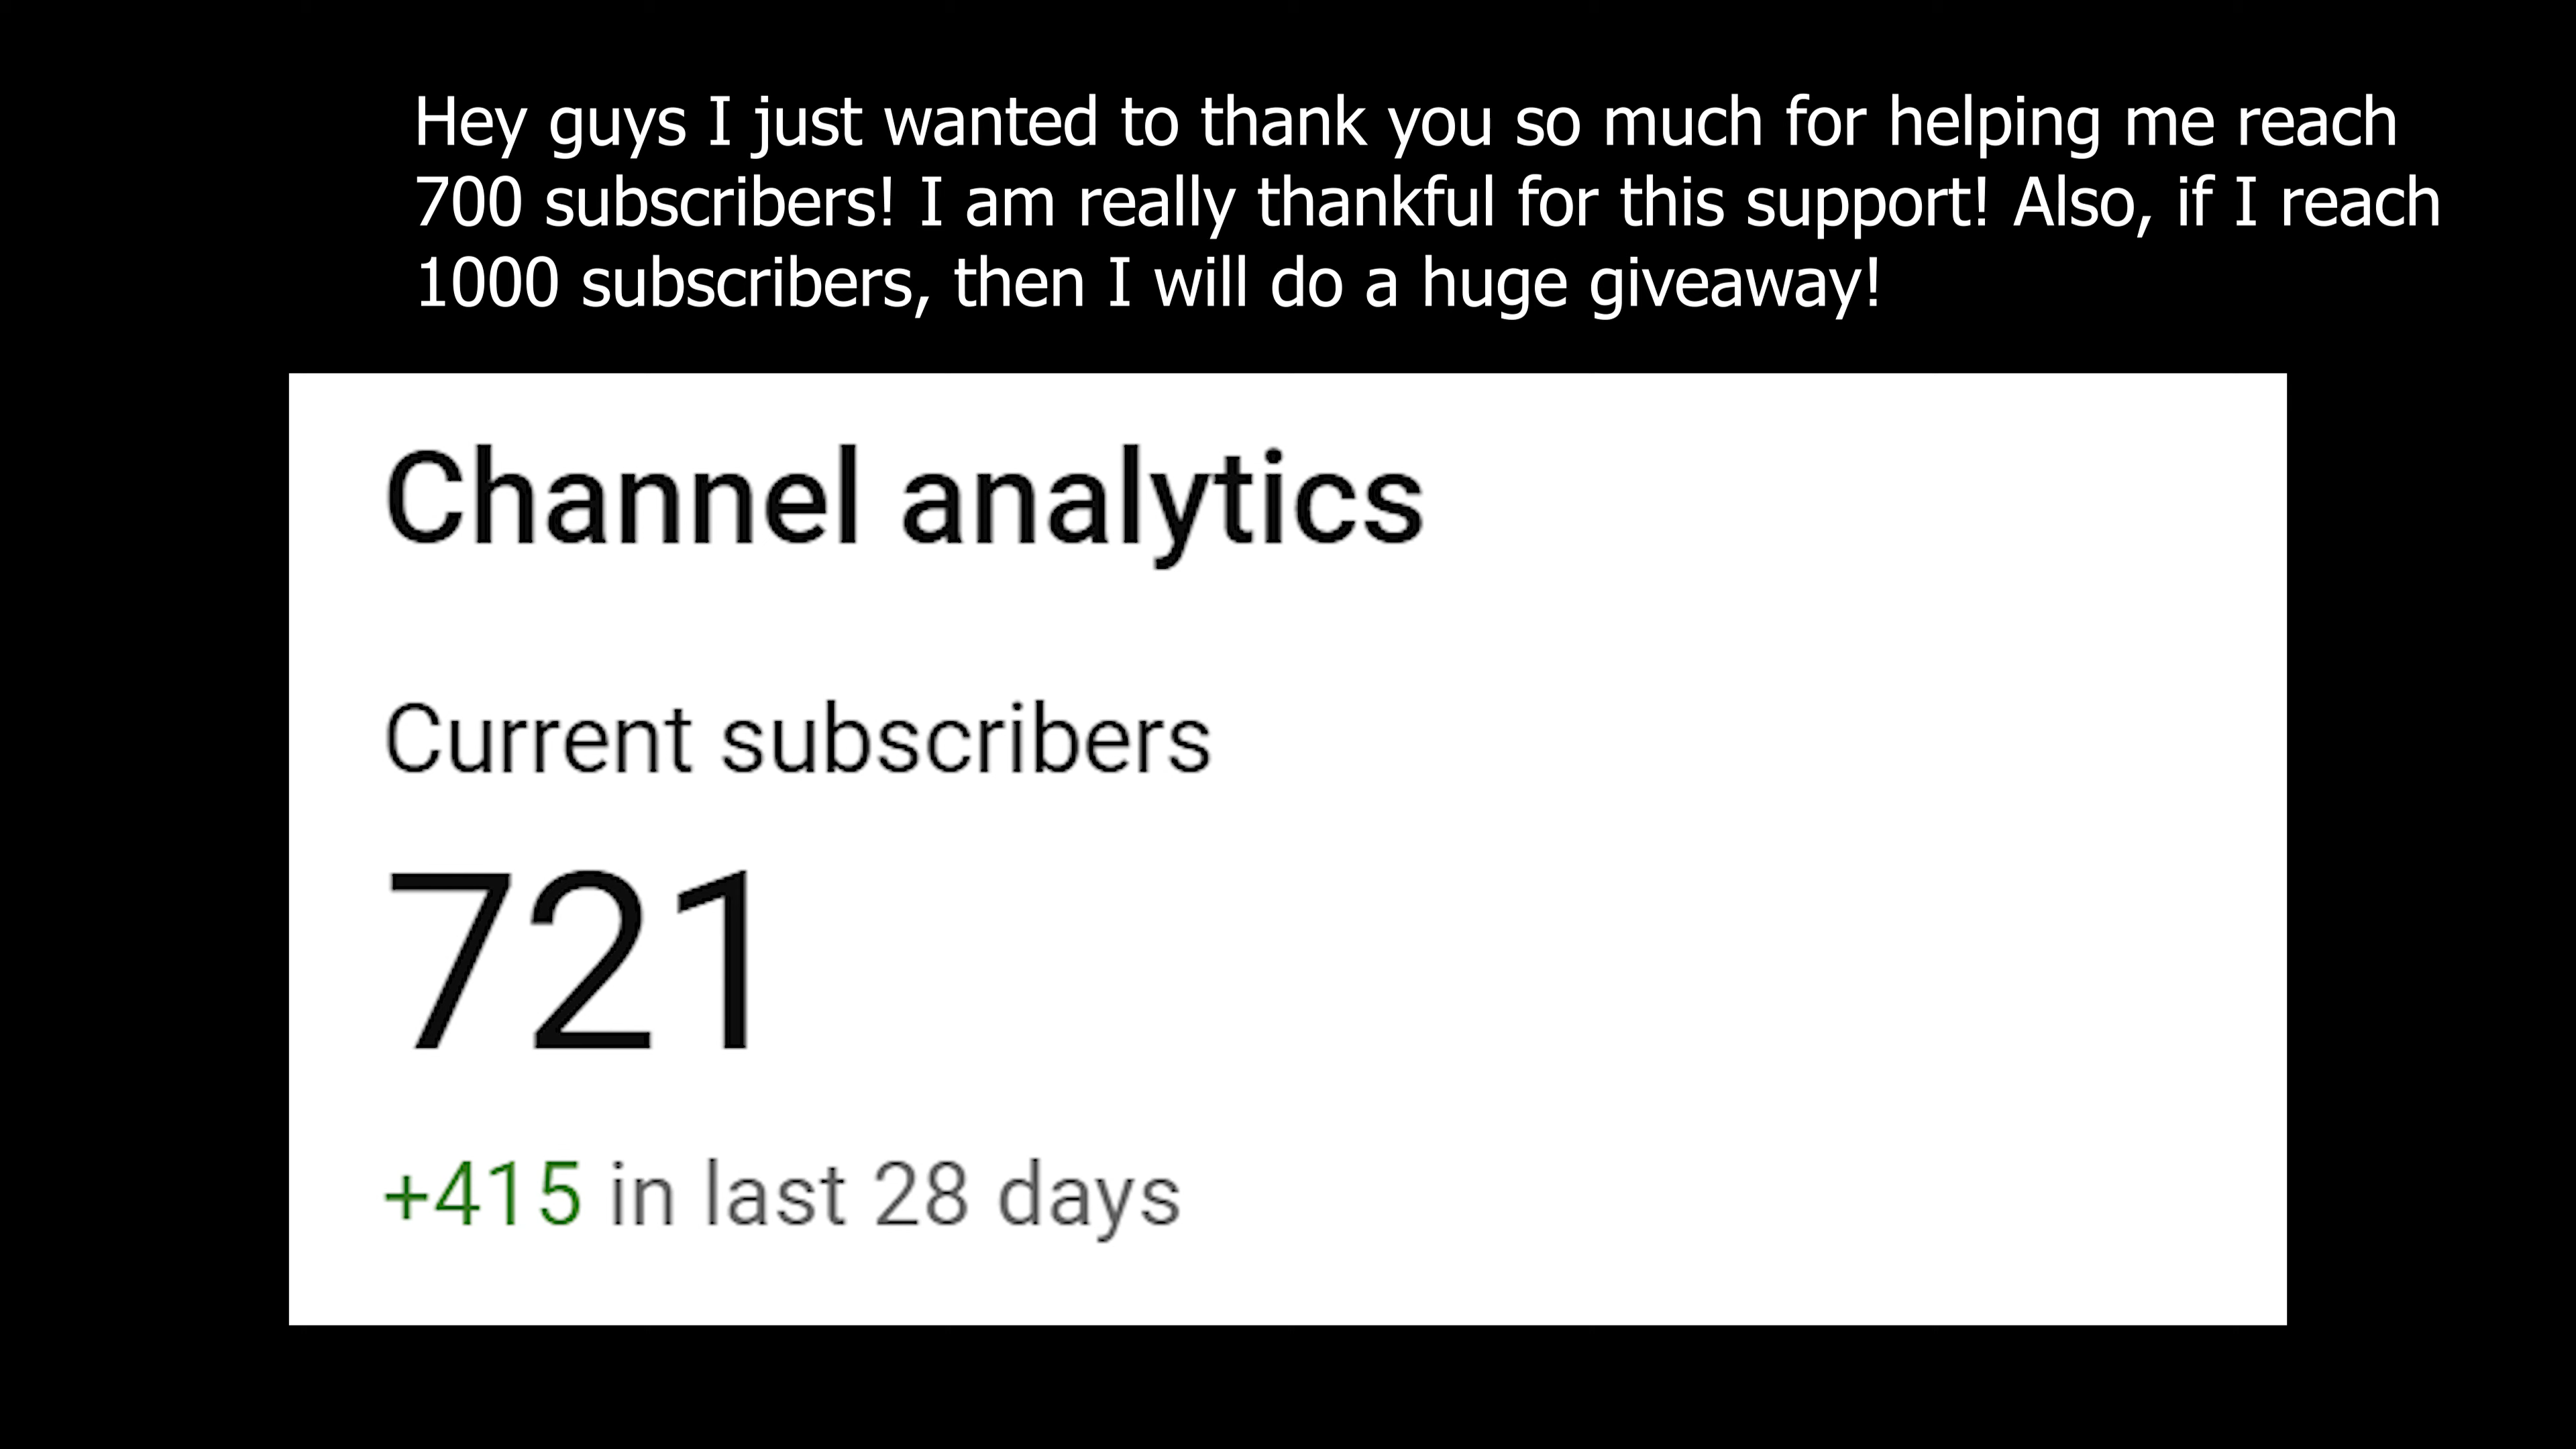 Hey guys I just wanted to thank you so much for helping me reach
700 subscribers! I am really thankful for this support! Also, if I reach
1000 subscribers, then I will do a huge giveaway!
Channel analytics
Current subscribers
721
+415 in last 28 days